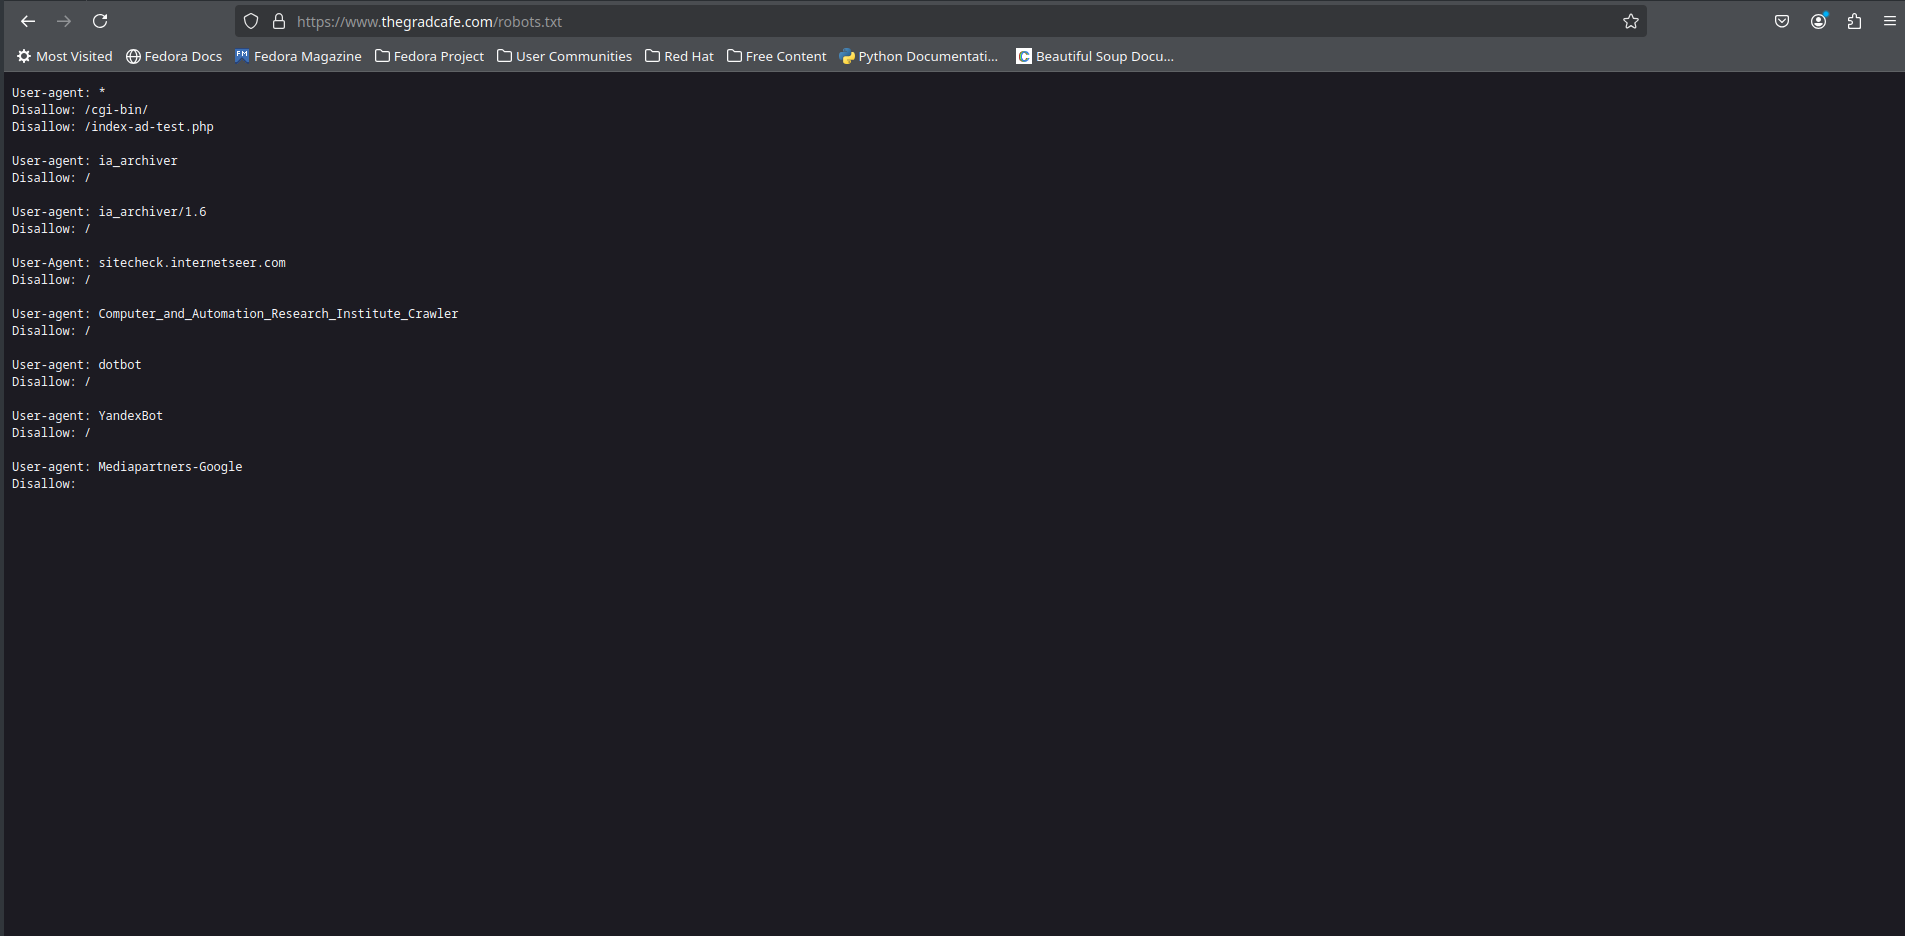 https://www.thegradcafe.com/robots.txt
Most Visited Fedora Docs FM Fedora Magazine Fedora Project User Communities Red Hat Free Content Python Documentati... C Beautiful Soup Docu...
User-agent: *
Disallow: /cgi-bin/
Disallow: /index-ad-test.php
User-agent: ia_archiver
Disallow: /
User-agent: ia_archiver/1.6
Disallow: /
User-Agent: sitecheck.internetseer.com
Disallow: /
User-agent: Computer_and_Automation_Research_Institute_Crawler
Disallow: /
User-agent: dotbot
Disallow: /
User-agent: YandexBot
Disallow: /
User-agent: Mediapartners-Google
Disallow: